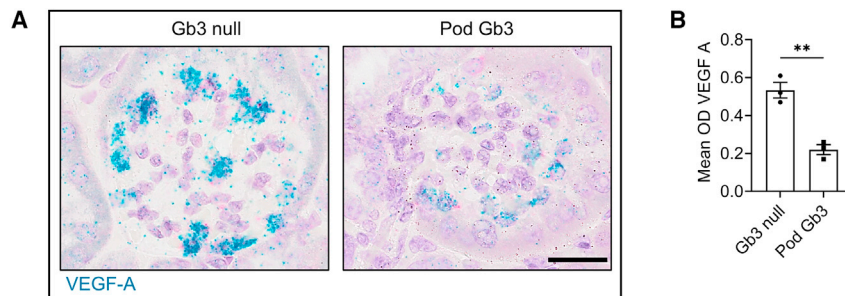 A
Gb3 null
Pod Gb3
VEGF-A
B
**
Mean OD VEGF A
0.8
0.6
0.4
0.2
0.0
Gb3 null
Pod Gb3